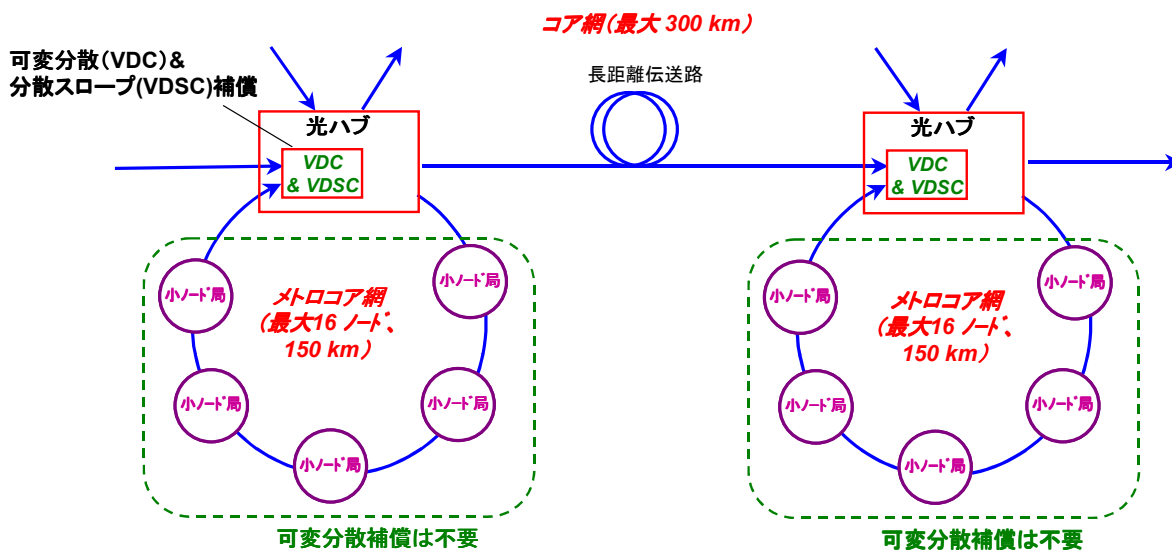 コア網(最大 300 km)
可変分散(VDC)&
分散スロープ(VDSC)補償
長距離伝送路
光ハブ
VDC
& VDSC
光ハブ
VDC
& VDSC
小ノード局
小ノード局
メトロコア網
(最大16 ノード、
150 km)
小ノード局
小ノード局
小ノード局
可変分散補償は不要
小ノード局
小ノード局
メトロコア網
(最大16 ノード、
150 km)
小ノード局
小ノード局
小ノード局
可変分散補償は不要